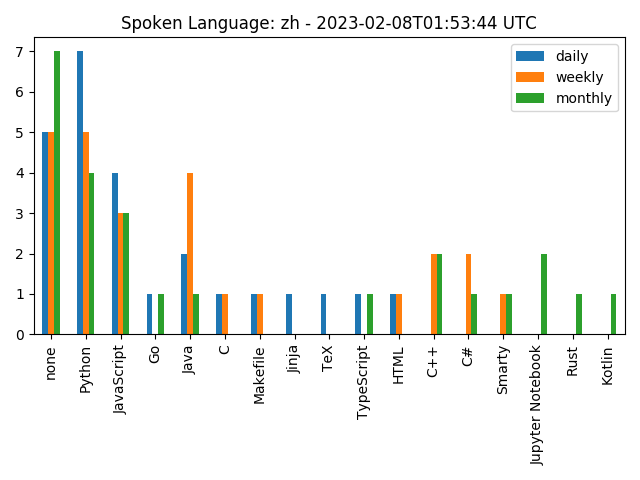 Spoken Language: zh - 2023-02-08T01:53:44 UTC
daily
weekly
monthly
7
6
5
4
3
2
1
0
none
Python
JavaScript
Go
Java
C
Makefile
Jinja
TeX
TypeScript
HTML
C++
C#
Smarty
Jupyter Notebook
Rust
Kotlin